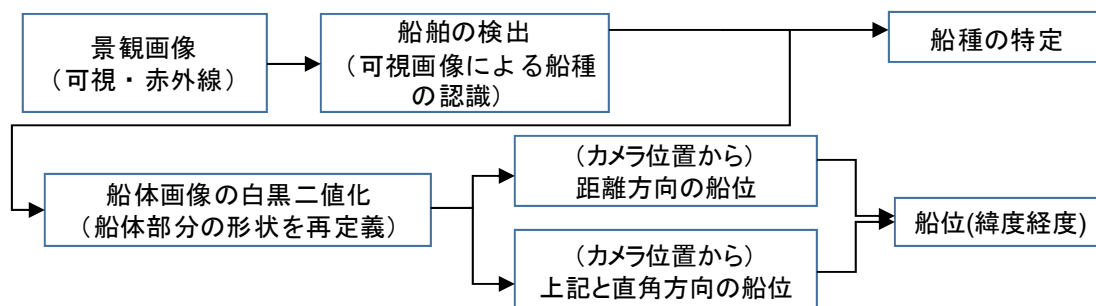 景観画像
（可視・赤外線）
船舶の検出
（可視画像による船種
の認識）
船種の特定
船体画像の白黒二値化
（船体部分の形状を再定義）
（カメラ位置から）
距離方向の船位
（カメラ位置から）
上記と直角方向の船位
船位(緯度経度)